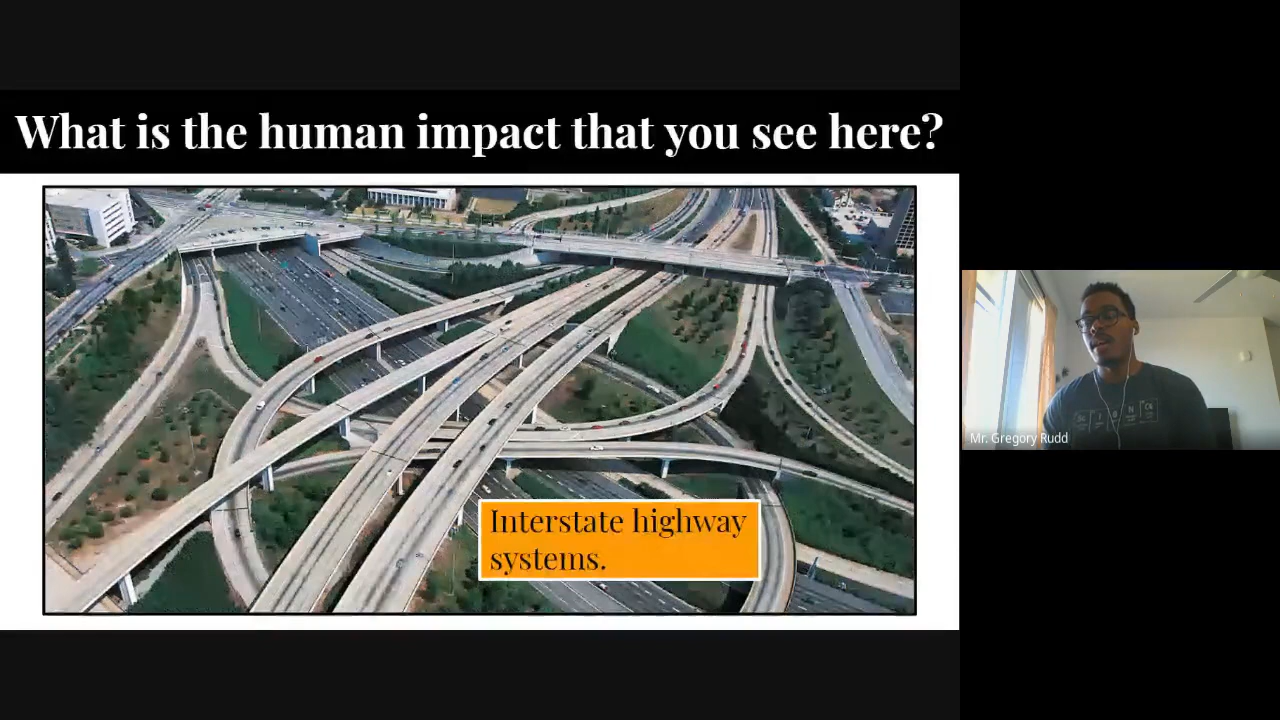 What is the human impact that you see here?
Interstate highway
systems.
Mr. Gregory Rudd